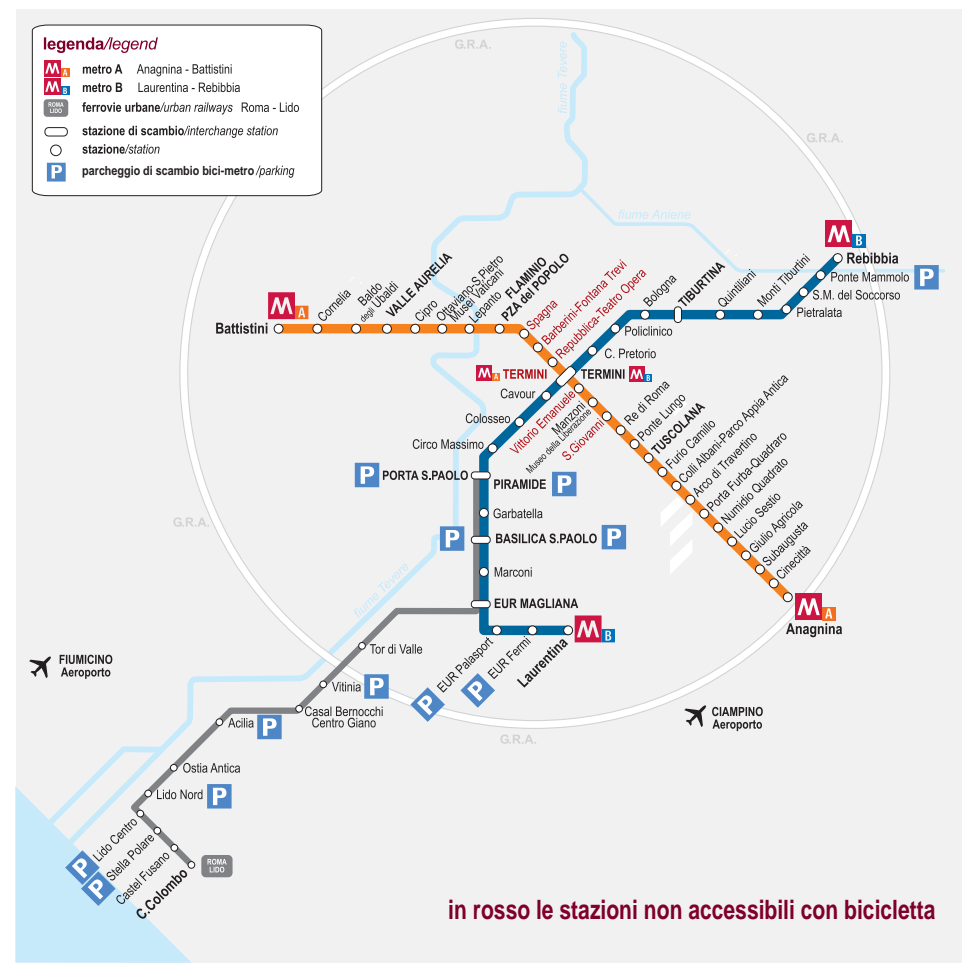 legenda/legend
M A metro A Anagnina - Battistini
M B metro B Laurentina - Rebibbia
ROMA LIDO ferrovie urbane/urban railways Roma - Lido
stazione di scambio/interchange station
stazione/station
P parcheggio di scambio bici-metro/parking
G.R.A.
fiume Tevere
G.R.A.
fiume Aniene
M B
Rebibbia
Ponte Mammolo P
S.M. del Soccorso
Pietralata
Monti Tiburtini
Quintiliani
TIBURTINA
Bologna
Policlinico
C. Pretorio
M A
Battistini
Cornelia
Baldo
degli Ubaldi
VALLE AURELIA
Cipro
Ottaviano-S.Pietro
Musei Vaticani
Lepanto
FLAMINIO
PZA del POPOLO
Spagna
Barberini-Fontana Trevi
Repubblica-Teatro Opera
M A TERMINI
TERMINI M B
Cavour
Colosseo
Circo Massimo
Vittorio Emanuele
Manzoni
Museo della Liberazione
S.Giovanni
Re di Roma
Ponte Lungo
TUSCOLANA
Furio Camillo
Colli Albani-Parco Appia Antica
Arco di Travertino
Porta Furba-Quadraro
Numidio Quadrato
Lucio Sestio
Giulio Agricola
Subaugusta
Cinecittà
M A
Anagnina
P PORTA S.PAOLO
PIRAMIDE P
Garbatella
P BASILICA S.PAOLO P
Marconi
EUR MAGLIANA
G.R.A.
fiume Tevere
EUR Palasport
P
EUR Fermi
P
Laurentina
M B
Tor di Valle
Vitinia P
Casal Bernocchi
Centro Giano
Acilia P
Ostia Antica
Lido Nord P
Lido Centro
P
Stella Polare
P
Castel Fusano
C.Colombo
ROMA
LIDO
FIUMICINO
Aeroporto
CIAMPINO
Aeroporto
G.R.A.
in rosso le stazioni non accessibili con bicicletta